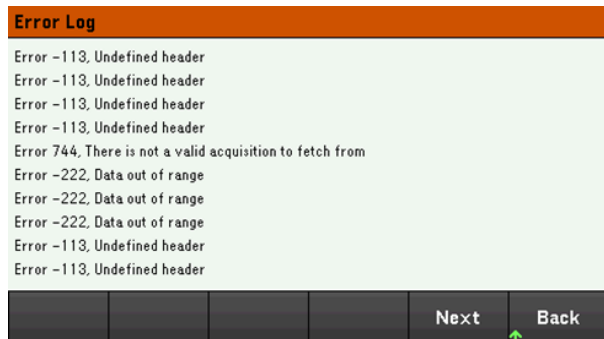 Error Log
Error -113, Undefined header
Error -113, Undefined header
Error -113, Undefined header
Error -113, Undefined header
Error 744, There is not a valid acquisition to fetch from
Error -222, Data out of range
Error -222, Data out of range
Error -222, Data out of range
Error -113, Undefined header
Error -113, Undefined header
Next Back